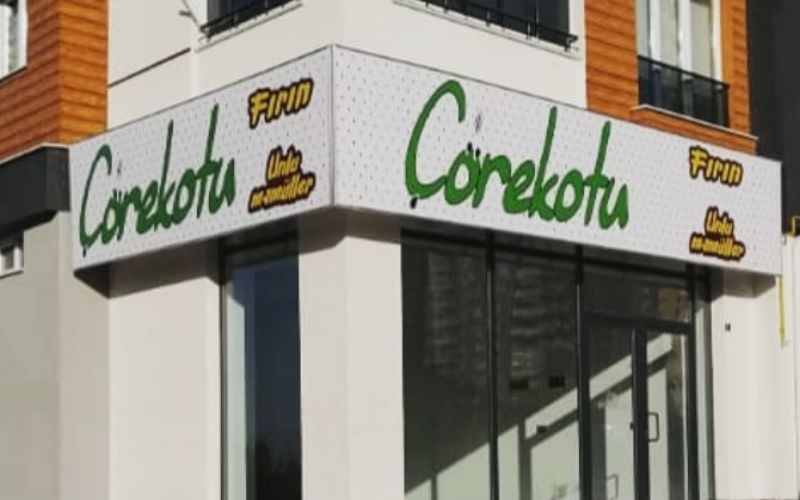 Çörekotu
Fırın
Unlu
mamüller
Çörekotu
Fırın
Unlu
mamüller